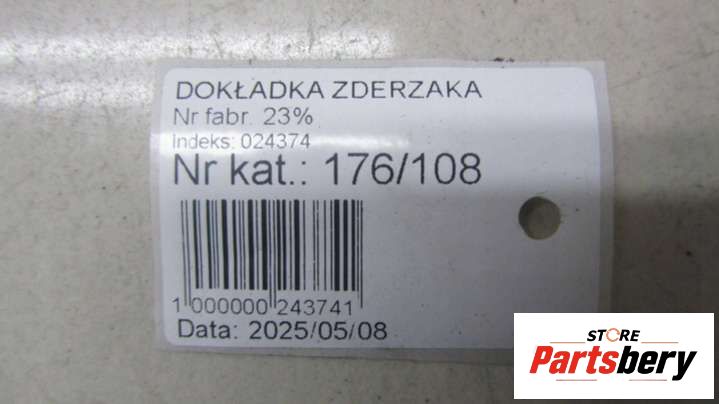 DOKŁADKA ZDERZAKA
Nr fabr. 23%
Indeks: 024374
Nr kat.: 176/108
1 000000 243741
Data: 2025/05/08
STORE
Partsbery